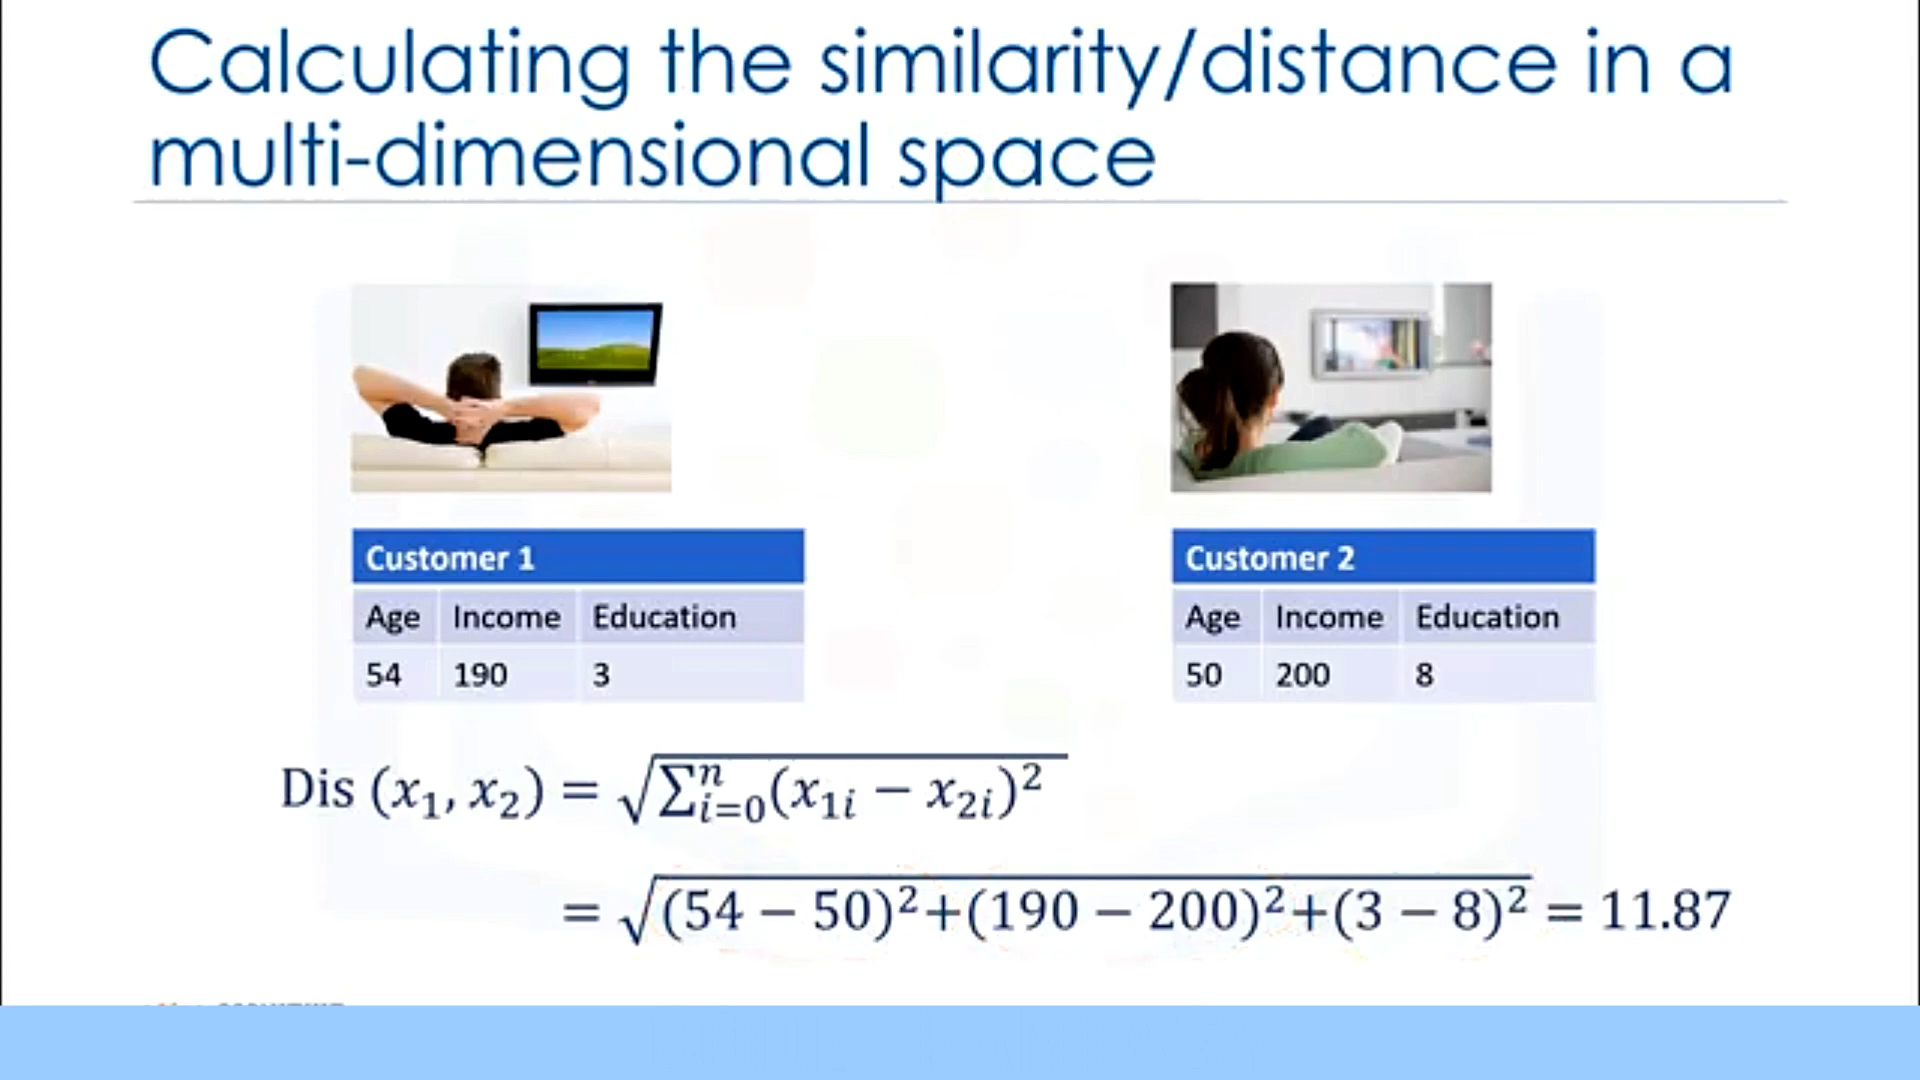 Calculating the similarity/distance in a
multi-dimensional space
Customer 1
Age Income Education
54 190 3
Customer 2
Age Income Education
50 200 8
Dis (x₁, x₂) = √Σⁿᵢ₌₀(x₁ᵢ − x₂ᵢ)²
= √(54 − 50)²+(190 − 200)²+(3 − 8)² = 11.87